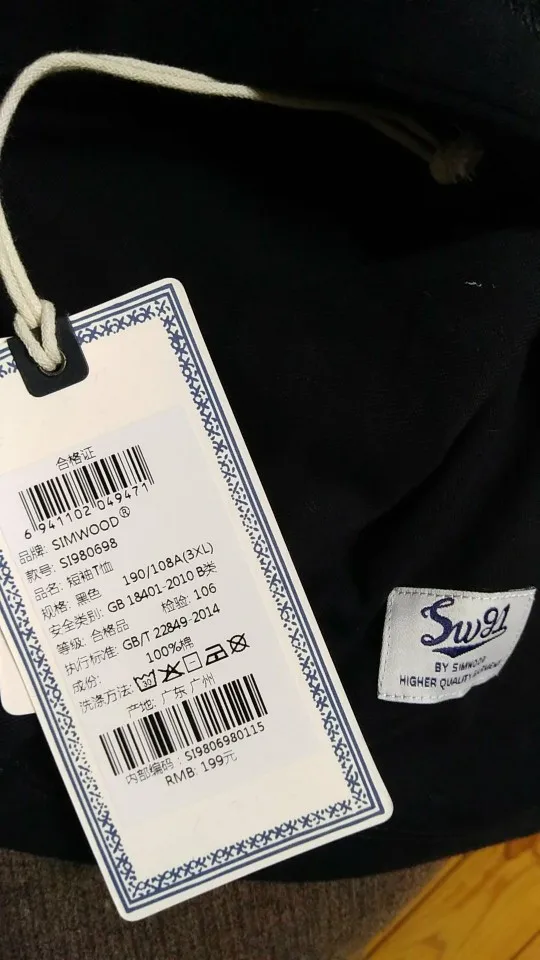 合格证
6 941102 049471
品牌: SIMWOOD®
款号: SI980698
品名: 短袖T恤
规格: 黑色 190/108A(3XL)
安全类别: GB 18401-2010 B类
等级: 合格品 检验: 106
执行标准: GB/T 22849-2014
成份: 100%棉
洗涤方法:
产地: 广东 广州
内部编码: SI9806980115
RMB: 199元
Sw91
BY SIMWOOD
HIGHER QUALITY GARMENT